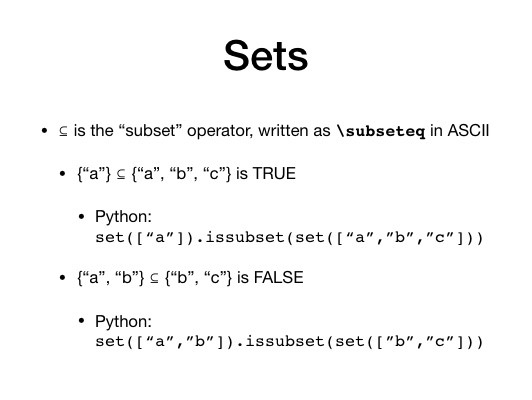 Sets
• ⊆ is the “subset” operator, written as \subseteq in ASCII
• {“a”} ⊆ {“a”, “b”, “c”} is TRUE
• Python:
set([“a”]).issubset(set([“a”,”b”,”c”]))
• {“a”, “b”} ⊆ {“b”, “c”} is FALSE
• Python:
set([“a”,”b”]).issubset(set([”b”,”c”]))